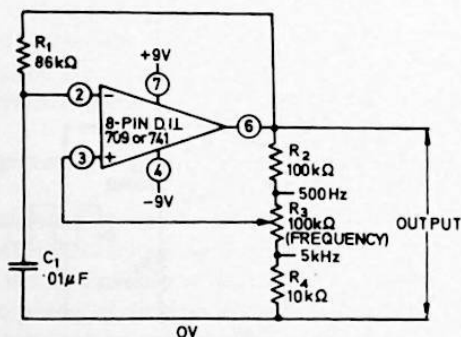 R1
86kΩ
+9V
2
-
7
8-PIN D.I.L
709 or 741
6
3
+
4
-9V
R2
100kΩ
500Hz
R3
100kΩ
(FREQUENCY)
OUTPUT
5kHz
C1
.01µF
R4
10kΩ
0V